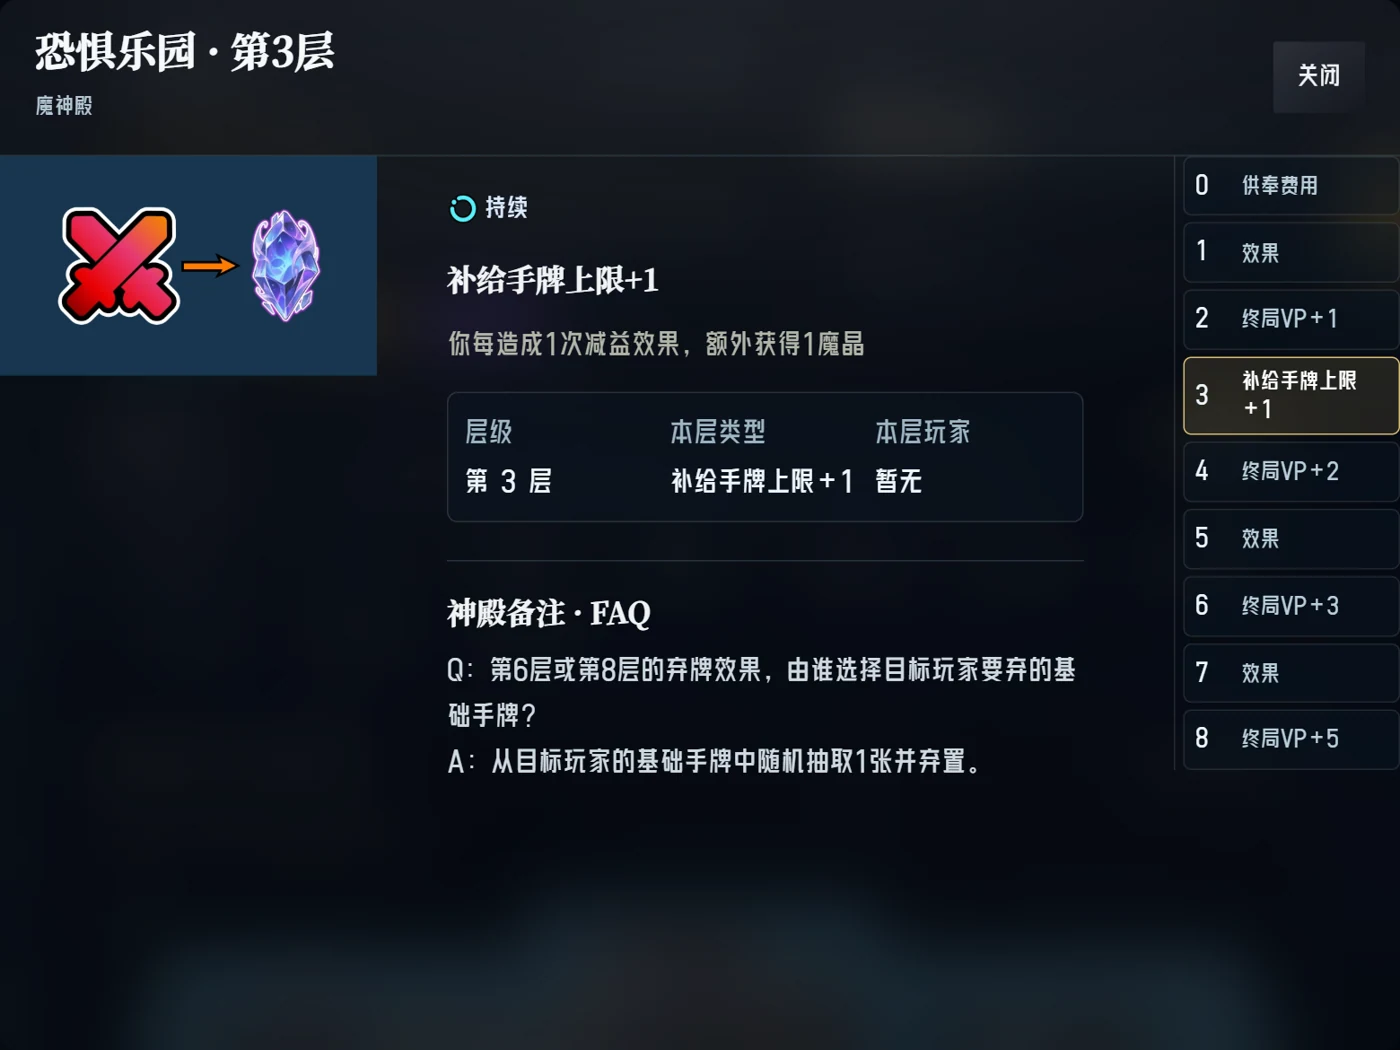 恐惧乐园·第3层
魔神殿
关闭
持续
补给手牌上限+1
你每造成1次减益效果，额外获得1魔晶
层级
本层类型
本层玩家
第 3 层
补给手牌上限+1
暂无
神殿备注·FAQ
Q：第6层或第8层的弃牌效果，由谁选择目标玩家要弃的基
础手牌？
A：从目标玩家的基础手牌中随机抽取1张并弃置。
0 供奉费用
1 效果
2 终局VP+1
3 补给手牌上限
+1
4 终局VP+2
5 效果
6 终局VP+3
7 效果
8 终局VP+5